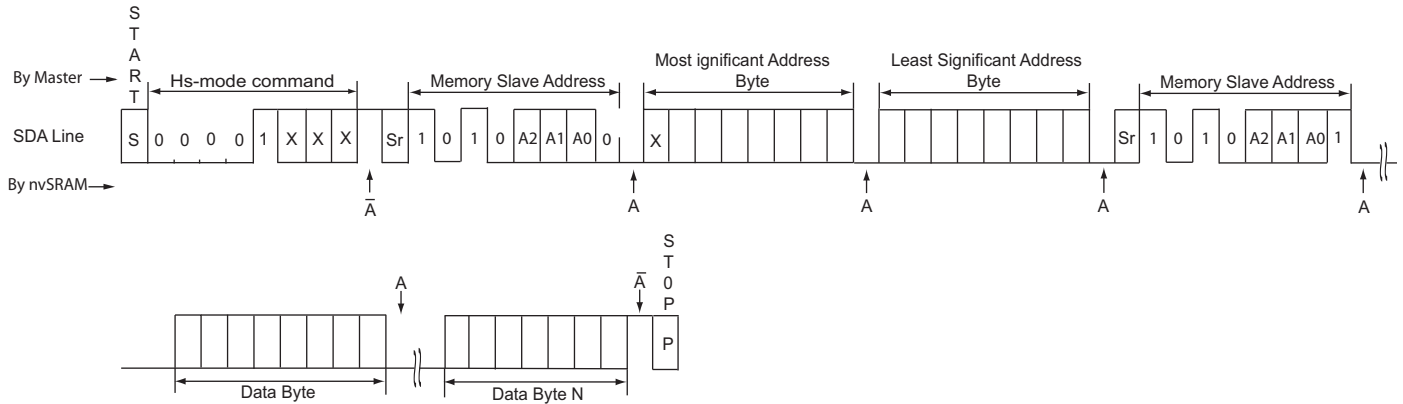 START
By Master
Hs-mode command
Memory Slave Address
Most ignificant Address
Byte
Least Significant Address
Byte
Memory Slave Address
SDA Line
S 0 0 0 0 1 X X X Sr 1 0 1 0 A2 A1 A0 0 X Sr 1 0 1 0 A2 A1 A0 1
By nvSRAM
A̅
A
A
A
A
A
A̅
ST0P
P
Data Byte
Data Byte N